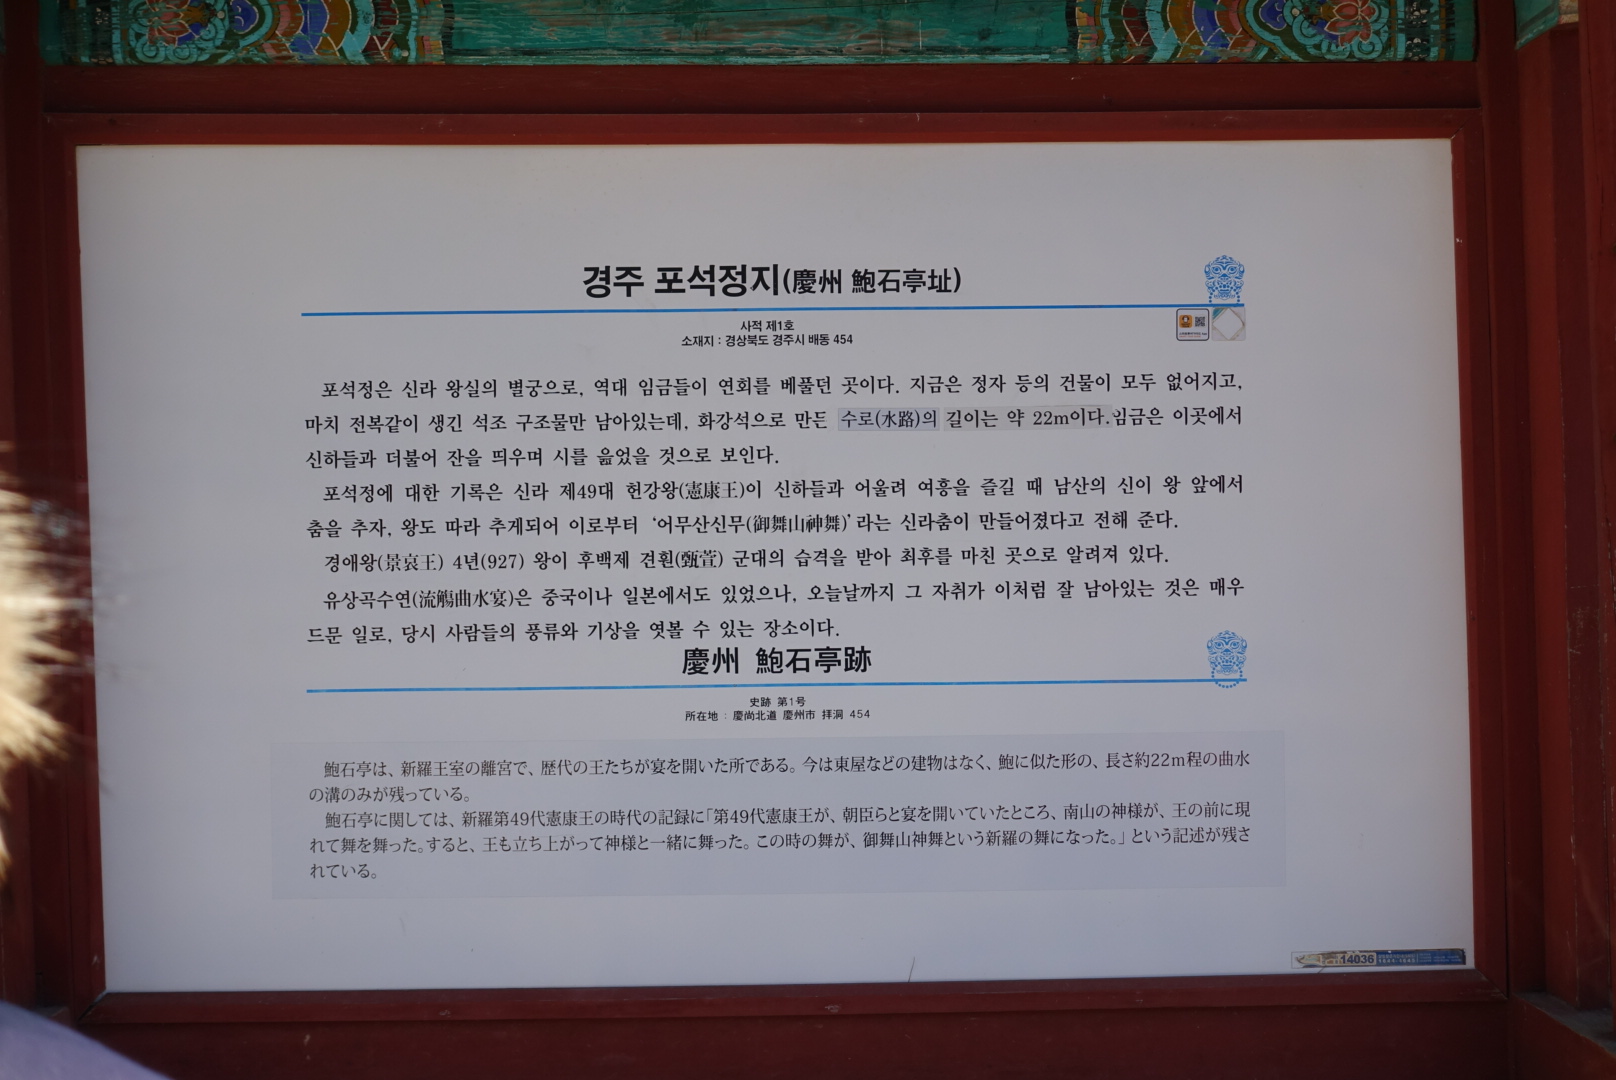 경주 포석정지(慶州 鮑石亭址)
사적 제1호
소재지 : 경상북도 경주시 배동 454
포석정은 신라 왕실의 별궁으로, 역대 임금들이 연회를 베풀던 곳이다. 지금은 정자 등의 건물이 모두 없어지고,
마치 전복같이 생긴 석조 구조물만 남아있는데, 화강석으로 만든 수로(水路)의 길이는 약 22m이다. 임금은 이곳에서
신하들과 더불어 잔을 띄우며 시를 읊었을 것으로 보인다.
포석정에 대한 기록은 신라 제49대 헌강왕(憲康王)이 신하들과 어울려 여흥을 즐길 때 남산의 신이 왕 앞에서
춤을 추자, 왕도 따라 추게되어 이로부터 ‘어무산신무(御舞山神舞)’라는 신라춤이 만들어졌다고 전해 준다.
경애왕(景哀王) 4년(927) 왕이 후백제 견훤(甄萱) 군대의 습격을 받아 최후를 마친 곳으로 알려져 있다.
유상곡수연(流觴曲水宴)은 중국이나 일본에서도 있었으나, 오늘날까지 그 자취가 이처럼 잘 남아있는 것은 매우
드문 일로, 당시 사람들의 풍류와 기상을 엿볼 수 있는 장소이다.
慶州 鮑石亭跡
史跡 第1号
所在地 : 慶尚北道 慶州市 拝洞 454
鮑石亭は、新羅王室の離宮で、歴代の王たちが宴を開いた所である。今は東屋などの建物はなく、鮑に似た形の、長さ約22m程の曲水
の溝のみが残っている。
鮑石亭に関しては、新羅第49代憲康王の時代の記録に「第49代憲康王が、朝臣らと宴を開いていたところ、南山の神様が、王の前に現
れて舞を舞った。すると、王も立ち上がって神様と一緒に舞った。この時の舞が、御舞山神舞という新羅の舞になった。」という記述が残さ
れている。
14036